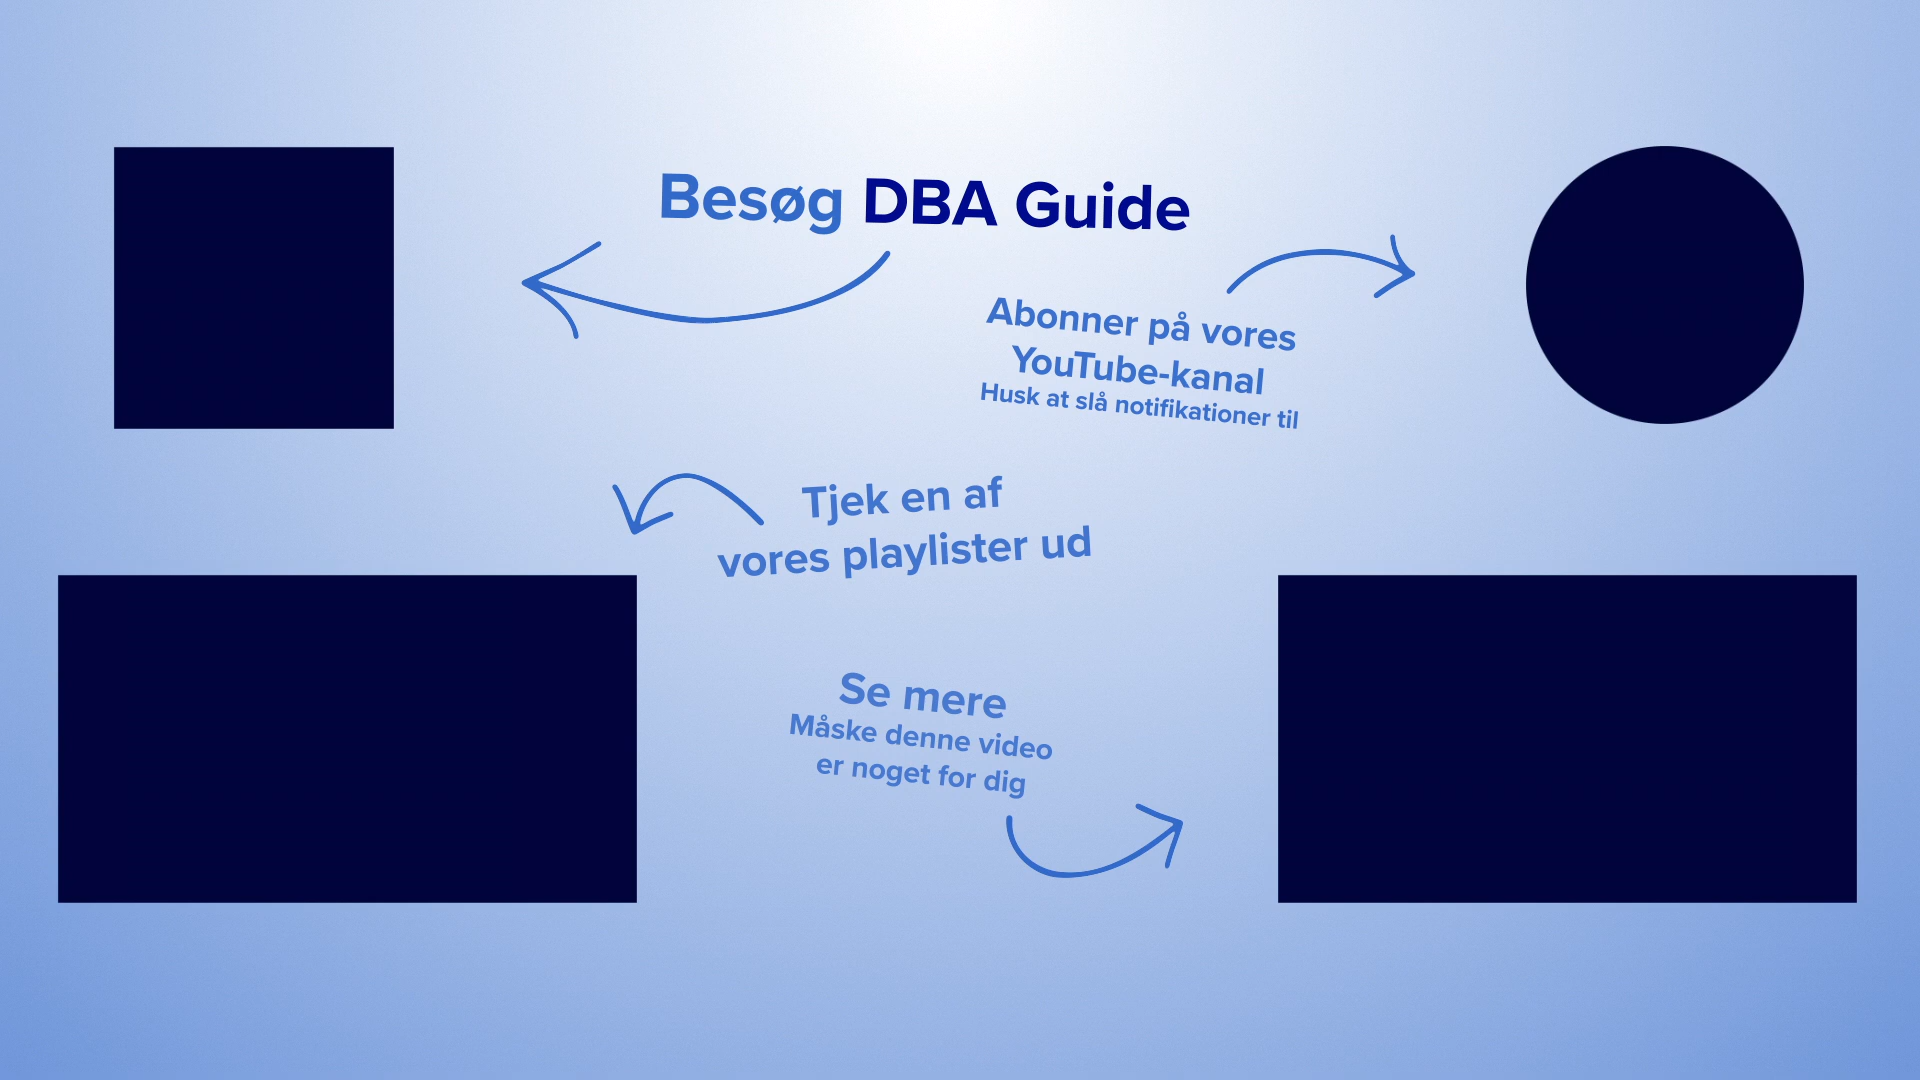 Besøg DBA Guide
Abonner på vores
YouTube-kanal
Husk at slå notifikationer til
Tjek en af
vores playlister ud
Se mere
Måske denne video
er noget for dig